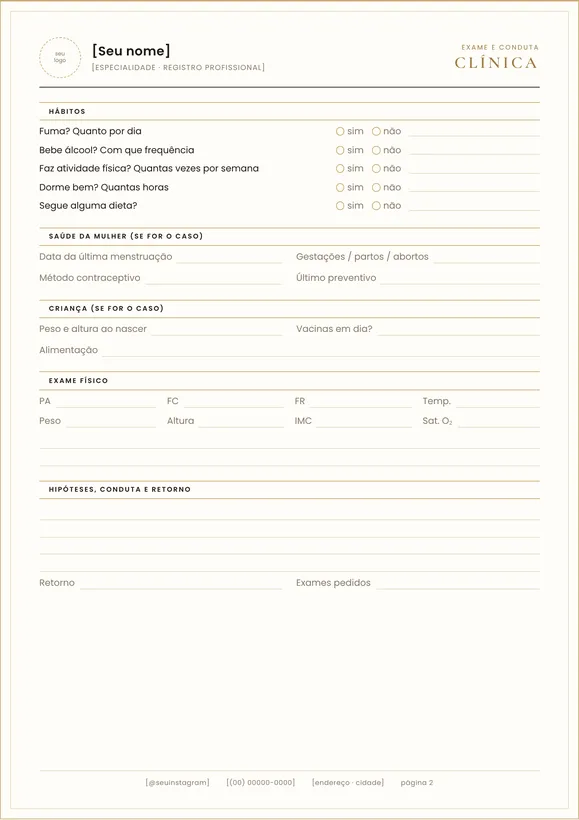 seu
logo
[Seu nome]
[ESPECIALIDADE · REGISTRO PROFISSIONAL]
EXAME E CONDUTA
CLÍNICA
HÁBITOS
Fuma? Quanto por dia sim não
Bebe álcool? Com que frequência sim não
Faz atividade física? Quantas vezes por semana sim não
Dorme bem? Quantas horas sim não
Segue alguma dieta? sim não
SAÚDE DA MULHER (SE FOR O CASO)
Data da última menstruação Gestações / partos / abortos
Método contraceptivo Último preventivo
CRIANÇA (SE FOR O CASO)
Peso e altura ao nascer Vacinas em dia?
Alimentação
EXAME FÍSICO
PA FC FR Temp.
Peso Altura IMC Sat. O₂
HIPÓTESES, CONDUTA E RETORNO
Retorno Exames pedidos
[@seuinstagram] [(00) 00000-0000] [endereço · cidade] página 2